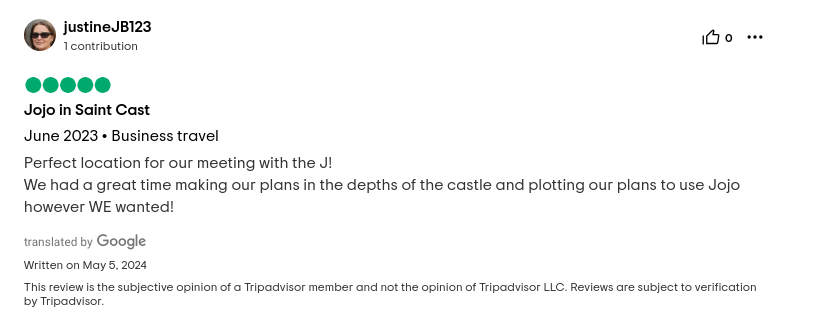 justineJB123
1 contribution
0
Jojo in Saint Cast
June 2023 • Business travel
Perfect location for our meeting with the J!
We had a great time making our plans in the depths of the castle and plotting our plans to use Jojo
however WE wanted!
translated by Google
Written on May 5, 2024
This review is the subjective opinion of a Tripadvisor member and not the opinion of Tripadvisor LLC. Reviews are subject to verification
by Tripadvisor.